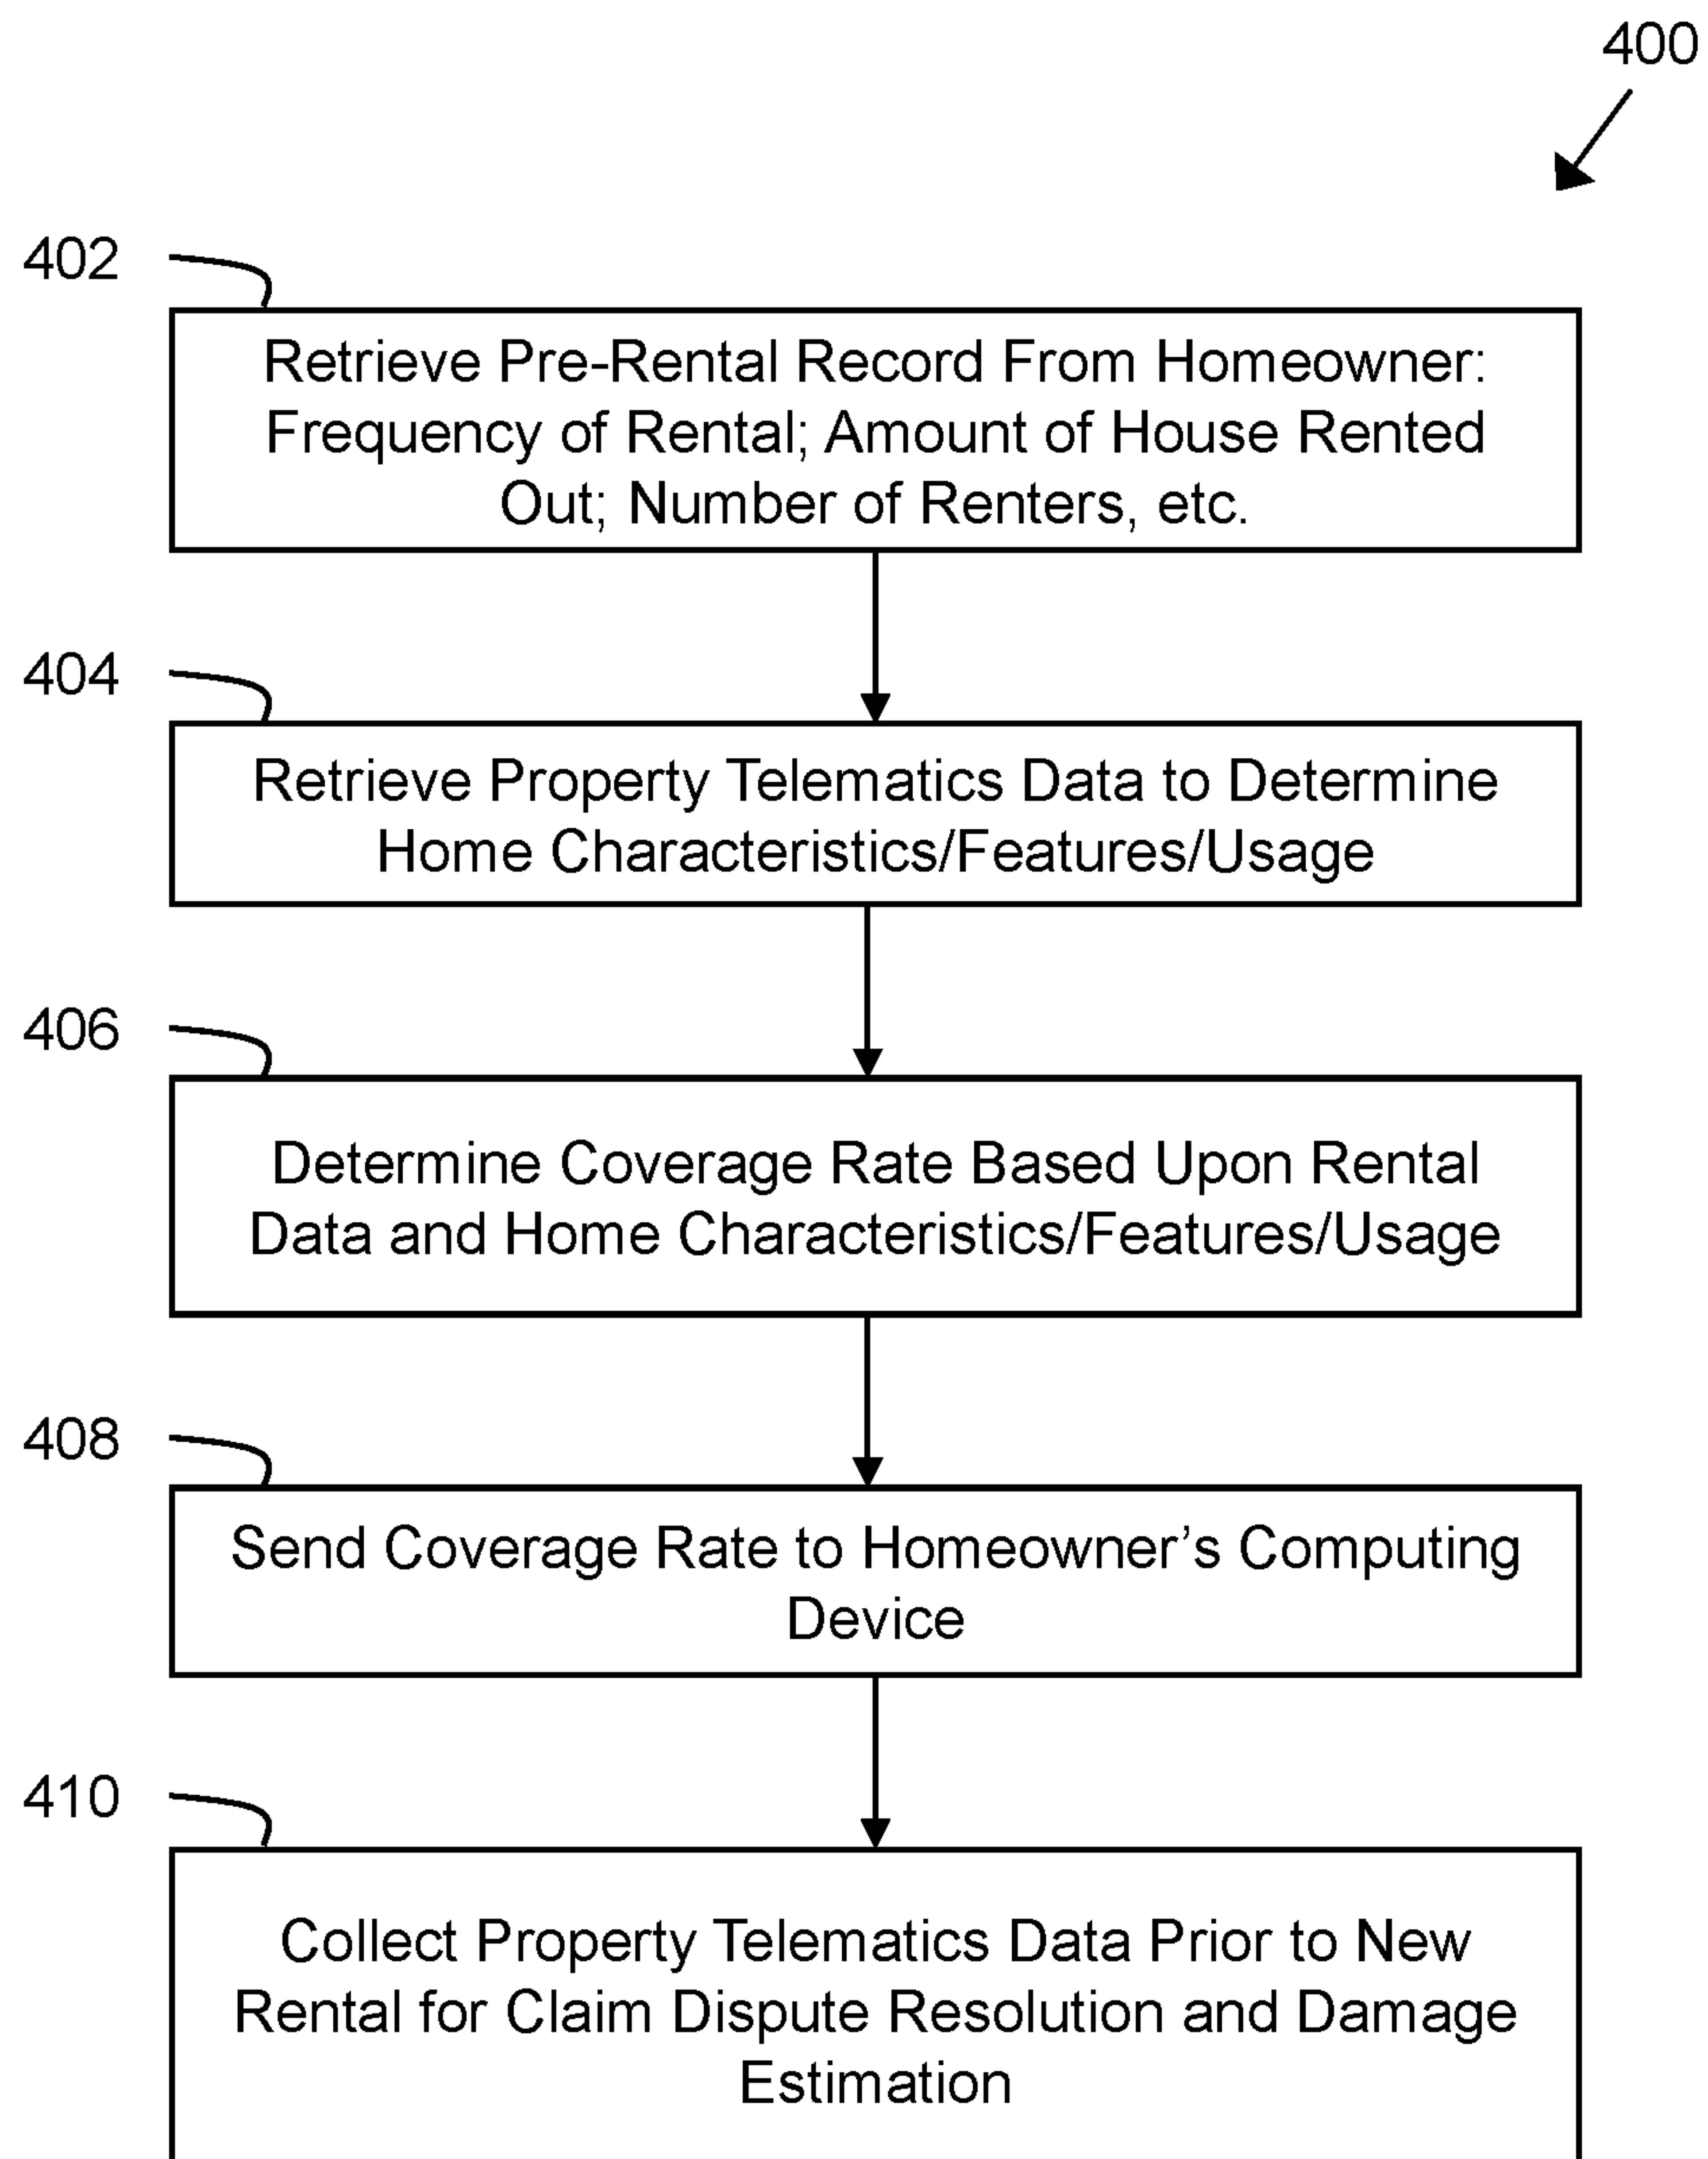 400
402
Retrieve Pre-Rental Record From Homeowner:
Frequency of Rental; Amount of House Rented
Out; Number of Renters, etc.
404
Retrieve Property Telematics Data to Determine
Home Characteristics/Features/Usage
406
Determine Coverage Rate Based Upon Rental
Data and Home Characteristics/Features/Usage
408
Send Coverage Rate to Homeowner’s Computing
Device
410
Collect Property Telematics Data Prior to New
Rental for Claim Dispute Resolution and Damage
Estimation